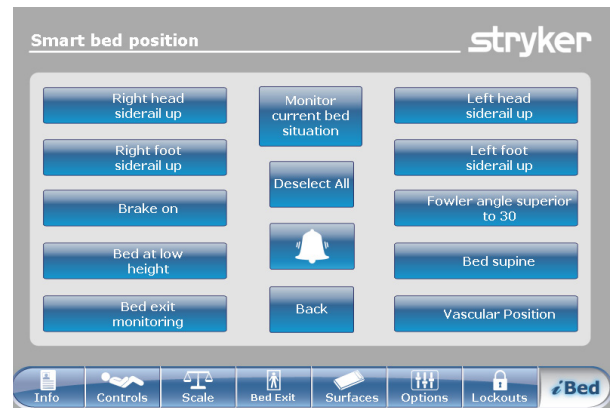 Smart bed position
stryker
Right head
siderail up
Monitor
current bed
situation
Left head
siderail up
Right foot
siderail up
Deselect All
Left foot
siderail up
Brake on
Fowler angle superior
to 30
Bed at low
height
Bed supine
Bed exit
monitoring
Back
Vascular Position
Info
Controls
Scale
Bed Exit
Surfaces
Options
Lockouts
iBed